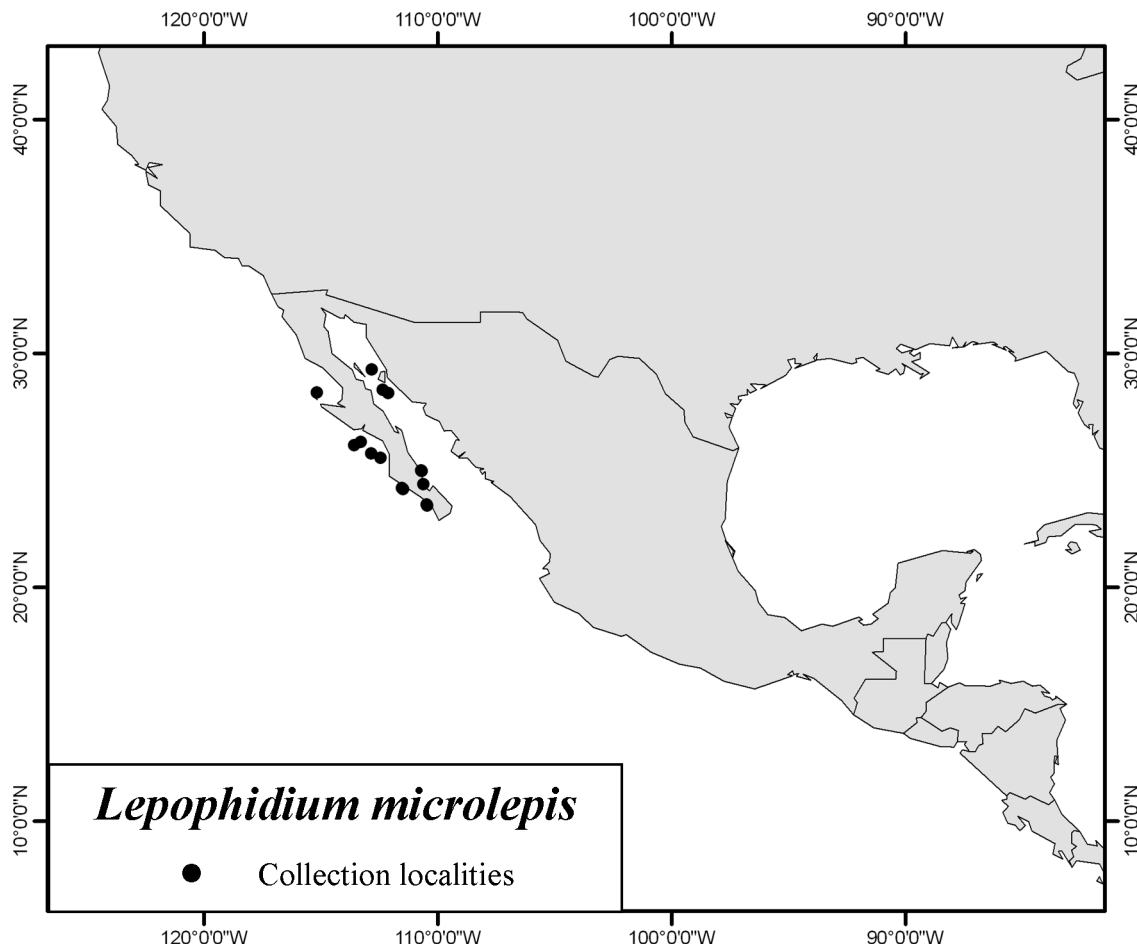 120°0'0"W 110°0'0"W 100°0'0"W 90°0'0"W
40°0'0"N 40°0'0"N
30°0'0"N 30°0'0"N
20°0'0"N 20°0'0"N
10°0'0"N 10°0'0"N
Lepophidium microlepis
Collection localities
120°0'0"W 110°0'0"W 100°0'0"W 90°0'0"W